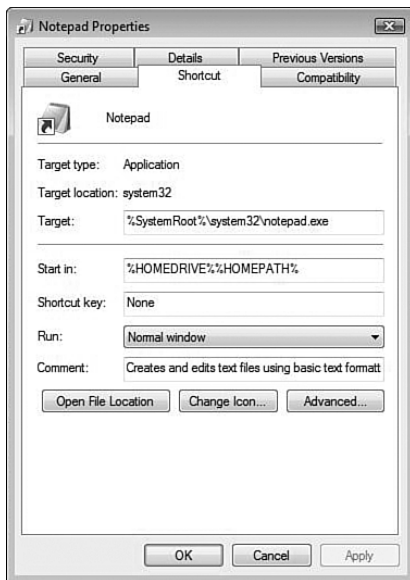 Notepad Properties
Security Details Previous Versions
General Shortcut Compatibility
Notepad
Target type: Application
Target location: system32
Target: %SystemRoot%\system32\notepad.exe
Start in: %HOMEDRIVE%%HOMEPATH%
Shortcut key: None
Run: Normal window
Comment: Creates and edits text files using basic text formatt
Open File Location Change Icon... Advanced...
OK Cancel Apply